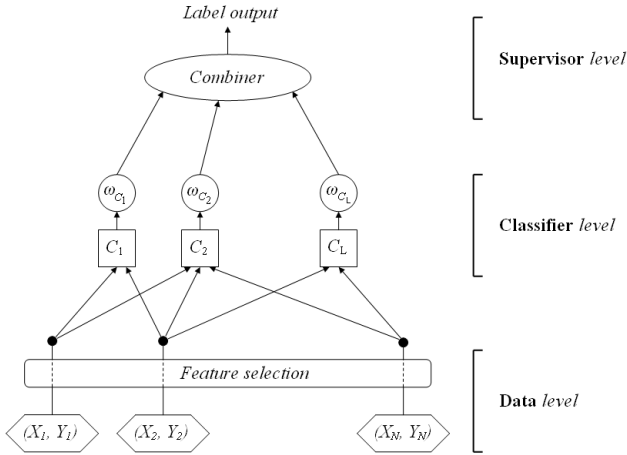 Label output
Combiner
Supervisor level
ωC1 ωC2 ωCL
C1 C2 CL
Classifier level
Feature selection
Data level
(X1, Y1) (X2, Y2) (XN, YN)